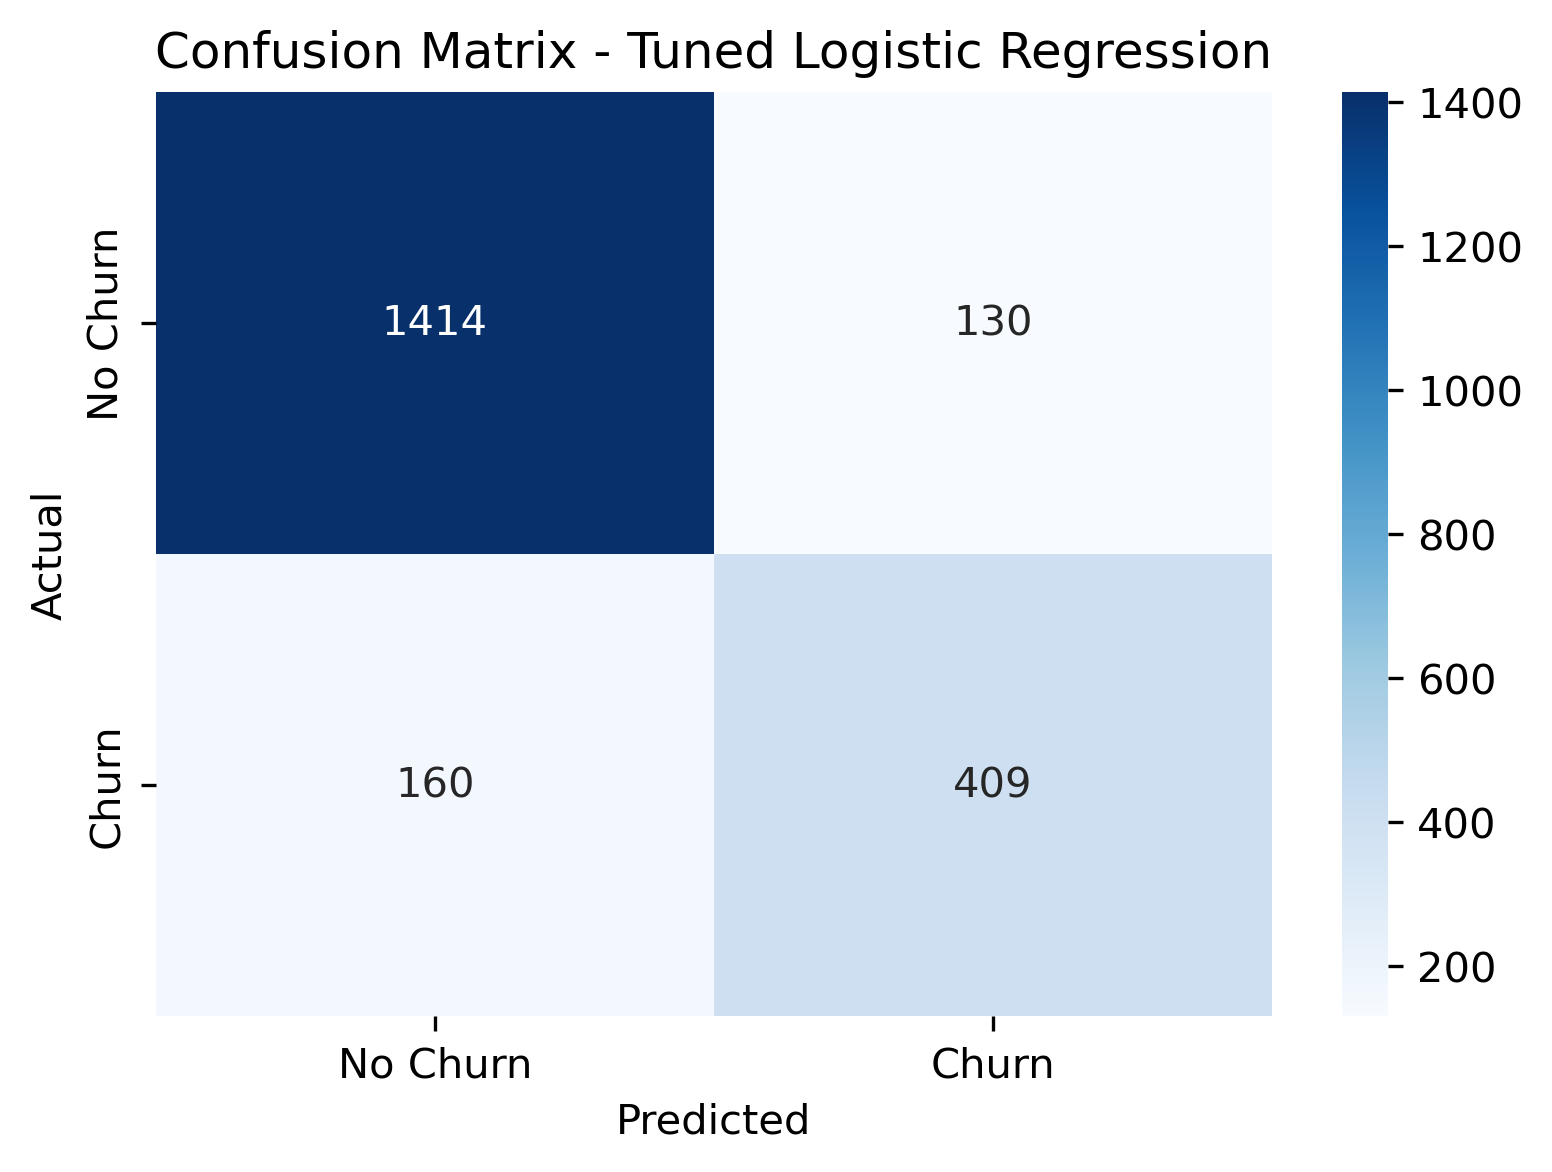 Confusion Matrix - Tuned Logistic Regression
Actual
No Churn
1414
130
Churn
160
409
No Churn
Churn
Predicted
1400
1200
1000
800
600
400
200